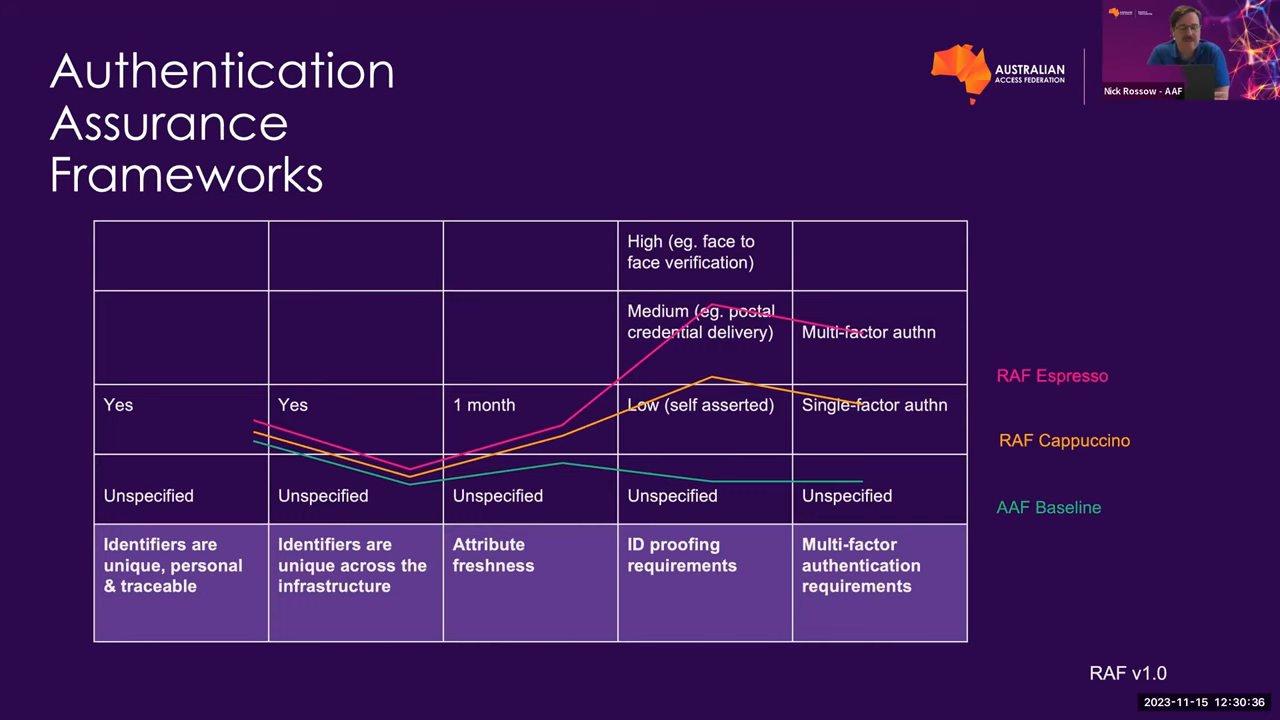 Authentication
Assurance
Frameworks
AUSTRALIAN
ACCESS FEDERATION
Nick Rossow - AAF
High (eg. face to
face verification)
Medium (eg. postal
credential delivery)
Multi-factor authn
Yes
Yes
1 month
Low (self asserted)
Single-factor authn
Unspecified
Unspecified
Unspecified
Unspecified
Unspecified
Identifiers are
unique, personal
& traceable
Identifiers are
unique across the
infrastructure
Attribute
freshness
ID proofing
requirements
Multi-factor
authentication
requirements
RAF Espresso
RAF Cappuccino
AAF Baseline
RAF v1.0
2023-11-15 12:30:36